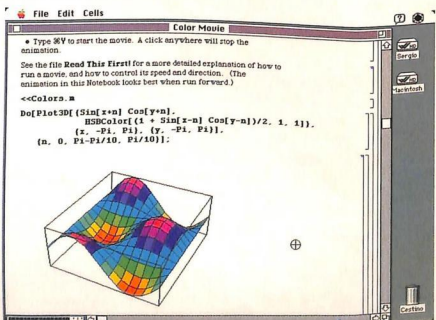 File Edit Cells
Color Movie
• Type ⌘Y to start the movie. A click anywhere will stop the
animation.
See the file Read This First! for a more detailed explanation of how to
run a movie, and how to control its speed and direction. (The
animation in this Notebook looks best when run forward.)
<<Colors.m
Do[Plot3D[{Sin[x+n] Cos[y+n],
HSBColor[(1 + Sin[x-n] Cos[y-n])/2, 1, 1]},
{x, -Pi, Pi}, {y, -Pi, Pi}],
{n, 0, Pi-Pi/10, Pi/10}];
Sergio
Macintosh
Cestino